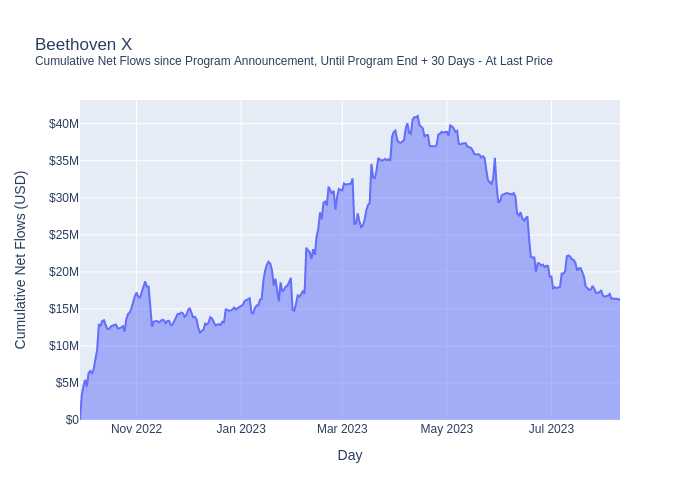 Beethoven X
Cumulative Net Flows since Program Announcement, Until Program End + 30 Days - At Last Price
$40M
$35M
$30M
$25M
$20M
$15M
$10M
$5M
$0
Cumulative Net Flows (USD)
Nov 2022
Jan 2023
Mar 2023
May 2023
Jul 2023
Day